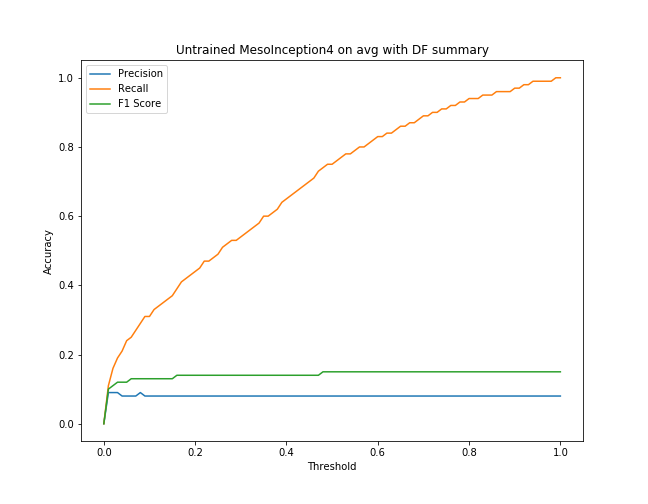 Untrained MesoInception4 on avg with DF summary
Precision
Recall
F1 Score
1.0
0.8
0.6
0.4
0.2
0.0
Accuracy
0.0 0.2 0.4 0.6 0.8 1.0
Threshold